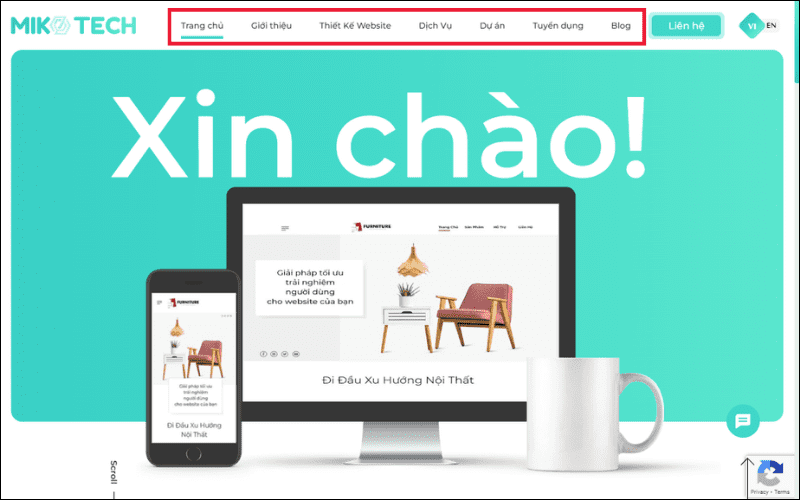 MIKO TECH
Trang chủ
Giới thiệu
Thiết Kế Website
Dịch Vụ
Dự án
Tuyển dụng
Blog
Liên hệ
VI
EN
Xin chào!
FURNITURE
Trang Chủ
Sản Phẩm
Hỗ Trợ
Liên Hệ
Giải pháp tối ưu
trải nghiệm
người dùng
cho website của bạn
Đi Đầu Xu Hướng Nội Thất
FURNITURE
Giải pháp tối ưu
trải nghiệm
người dùng
cho website của bạn
Đi Đầu Xu Hướng
Nội Thất
Scroll
Privacy - Terms